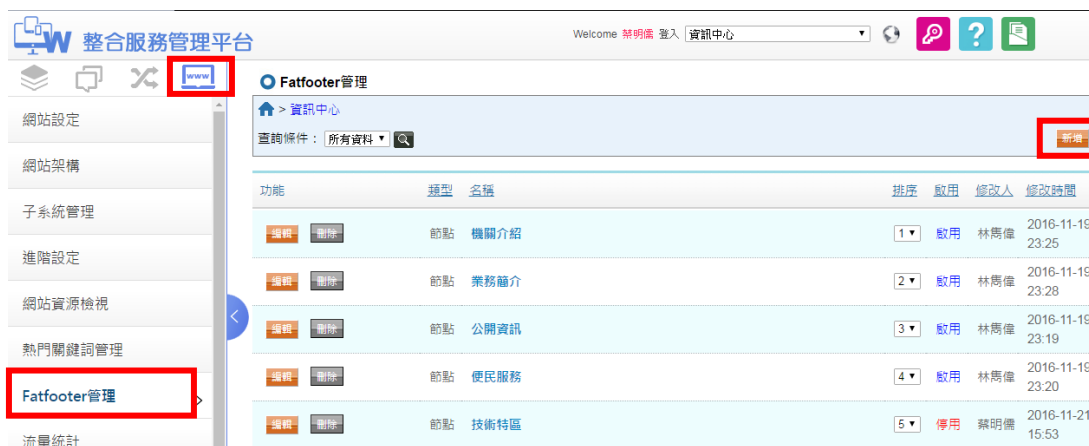 整合服務管理平台
Welcome 蔡明儒 登入 資訊中心
www
Fatfooter管理
> 資訊中心
查詢條件： 所有資料
新增
網站設定
網站架構
子系統管理
進階設定
網站資源檢視
熱門關鍵詞管理
Fatfooter管理
流量統計
功能 類型 名稱 排序 啟用 修改人 修改時間
編輯 刪除 節點 機關介紹 1 啟用 林雋偉 2016-11-19 23:25
編輯 刪除 節點 業務簡介 2 啟用 林雋偉 2016-11-19 23:28
編輯 刪除 節點 公開資訊 3 啟用 林雋偉 2016-11-19 23:19
編輯 刪除 節點 便民服務 4 啟用 林雋偉 2016-11-19 23:20
編輯 刪除 節點 技術特區 5 停用 蔡明儒 2016-11-21 15:53